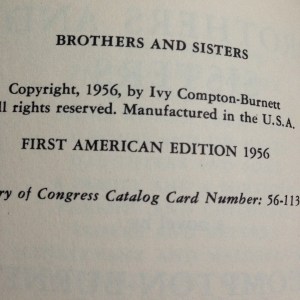 BROTHERS AND SISTERS
Copyright, 1956, by Ivy Compton-Burnett
ll rights reserved. Manufactured in the U.S.A.
FIRST AMERICAN EDITION 1956
ry of Congress Catalog Card Number: 56-113